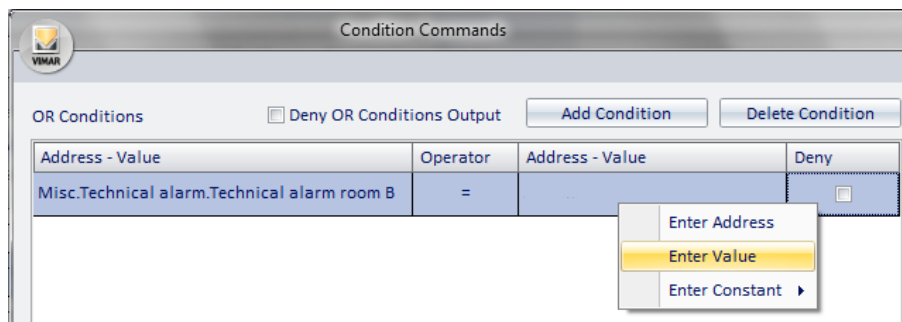 Condition Commands
VIMAR
OR Conditions Deny OR Conditions Output Add Condition Delete Condition
Address - Value Operator Address - Value Deny
Misc.Technical alarm.Technical alarm room B =
Enter Address
Enter Value
Enter Constant